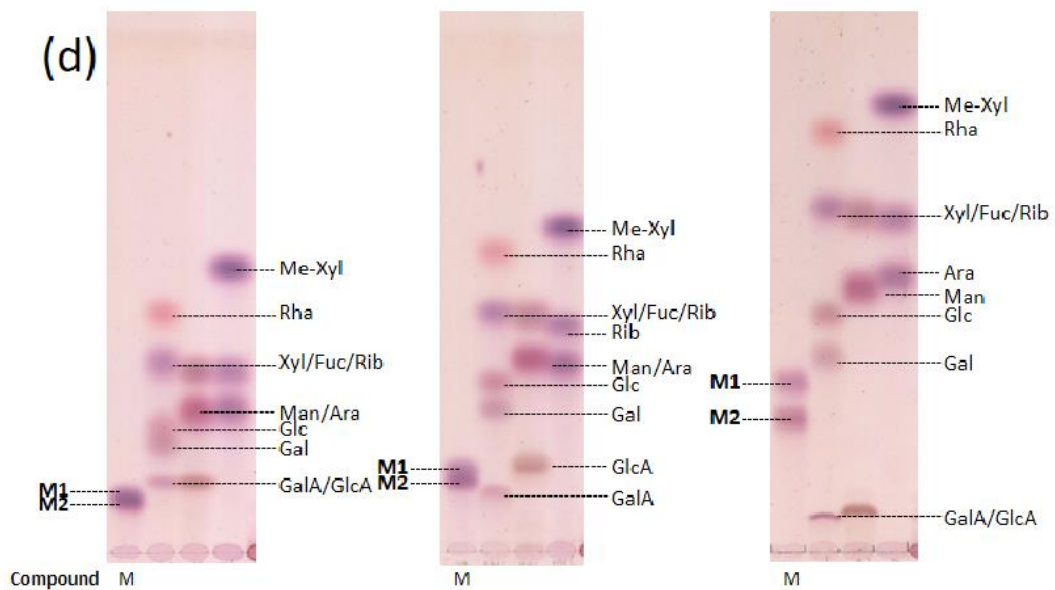 (d)
Me-Xyl
Rha
Xyl/Fuc/Rib
Man/Ara
Glc
Gal
M1
M2
GalA/GlcA
Me-Xyl
Rha
Xyl/Fuc/Rib
Rib
Man/Ara
Glc
Gal
M1
M2
GlcA
GalA
Me-Xyl
Rha
Xyl/Fuc/Rib
Ara
Man
Glc
Gal
M1
M2
GalA/GlcA
Compound M M M